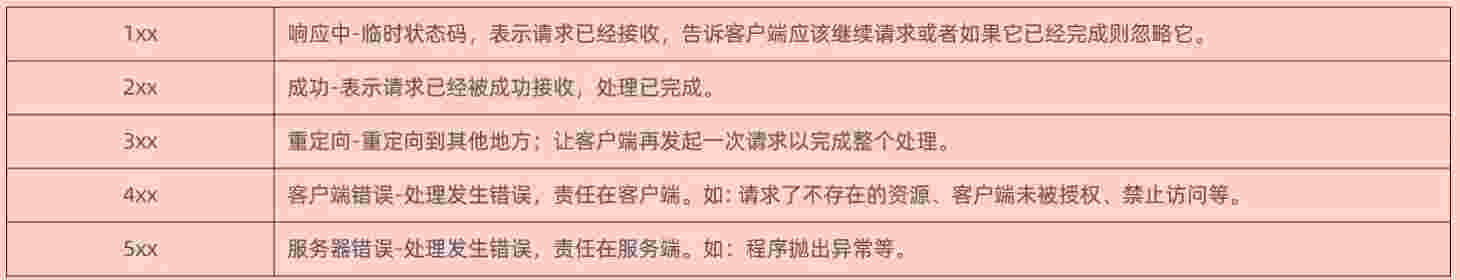 1xx 响应中-临时状态码，表示请求已经接收，告诉客户端应该继续请求或者如果它已经完成则忽略它。
2xx 成功-表示请求已经被成功接收，处理已完成。
3xx 重定向-重定向到其他地方；让客户端再发起一次请求以完成整个处理。
4xx 客户端错误-处理发生错误，责任在客户端。如：请求了不存在的资源、客户端未被授权、禁止访问等。
5xx 服务器错误-处理发生错误，责任在服务端。如：程序抛出异常等。